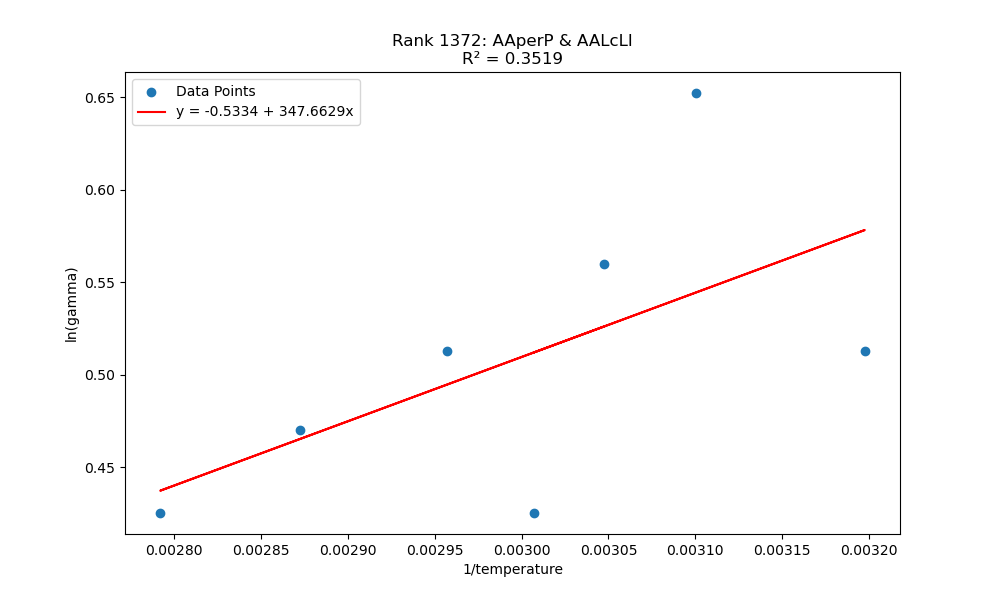 Rank 1372: AAperP & AALcLI
R² = 0.3519
Data Points
y = -0.5334 + 347.6629x
0.65
0.60
0.55
0.50
0.45
ln(gamma)
0.00280 0.00285 0.00290 0.00295 0.00300 0.00305 0.00310 0.00315 0.00320
1/temperature